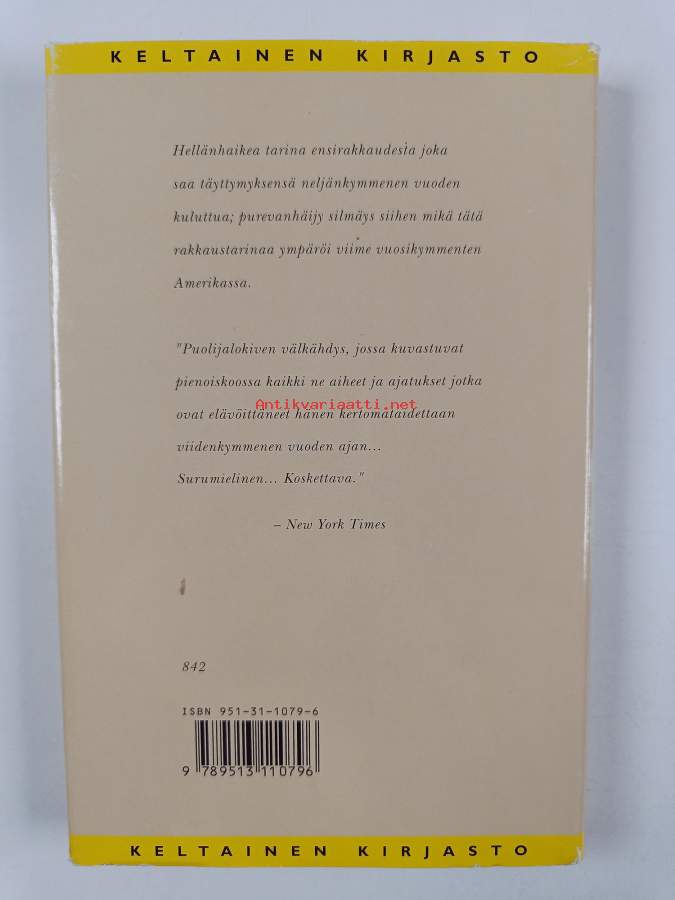 KELTAINEN KIRJASTO
Hellänhaikea tarina ensirakkaudesta joka
saa täyttymyksensä neljänkymmenen vuoden
kuluttua; purevanhäijy silmäys siihen mikä tätä
rakkaustarinaa ympäröi viime vuosikymmenten
Amerikassa.
"Puolijalokiven välkähdys, jossa kuvastuvat
pienoiskoossa kaikki ne aiheet ja ajatukset jotka
Antikvariaatti.net
ovat elävöittäneet hänen kertomataidettaan
viidenkymmenen vuoden ajan...
Surumielinen... Koskettava."
– New York Times
842
ISBN 951-31-1079-6
9 789513 110796
KELTAINEN KIRJASTO